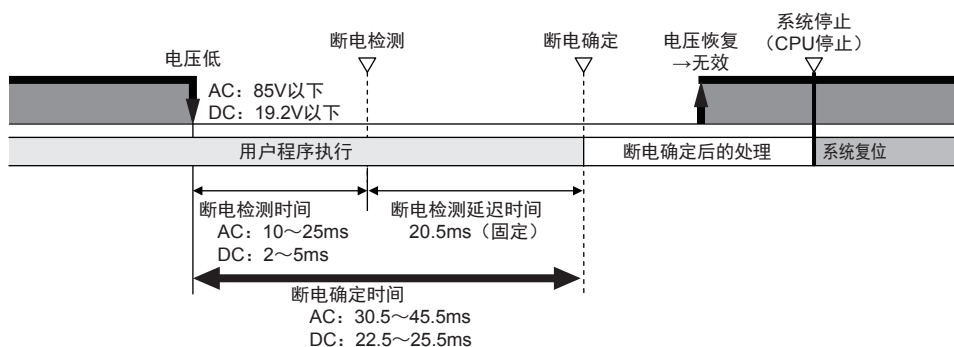 电压低
断电检测
断电确定
电压恢复
→无效
系统停止
（CPU停止）
AC：85V以下
DC：19.2V以下
用户程序执行
断电确定后的处理
系统复位
断电检测时间
AC：10～25ms
DC：2～5ms
断电检测延迟时间
20.5ms（固定）
断电确定时间
AC：30.5～45.5ms
DC：22.5～25.5ms